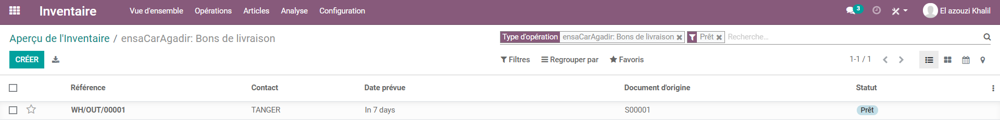 Inventaire Vue d'ensemble Opérations Articles Analyse Configuration 3 El azouzi Khalil
Aperçu de l'Inventaire / ensaCarAgadir: Bons de livraison
Type d'opération ensaCarAgadir: Bons de livraison Prêt Recherche...
CRÉER
Filtres Regrouper par Favoris 1-1 / 1
Référence Contact Date prévue Document d'origine Statut
WH/OUT/00001 TANGER In 7 days S00001 Prêt